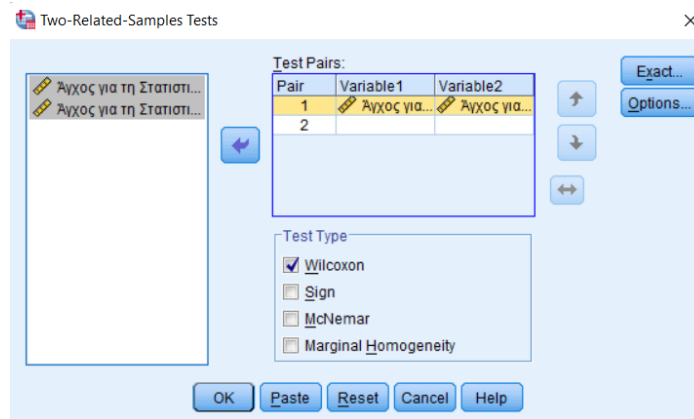 Two-Related-Samples Tests
Άγχος για τη Στατιστι...
Άγχος για τη Στατιστι...
Test Pairs:
Pair Variable1 Variable2
1 Άγχος για... Άγχος για...
2
Exact...
Options...
Test Type
Wilcoxon
Sign
McNemar
Marginal Homogeneity
OK Paste Reset Cancel Help